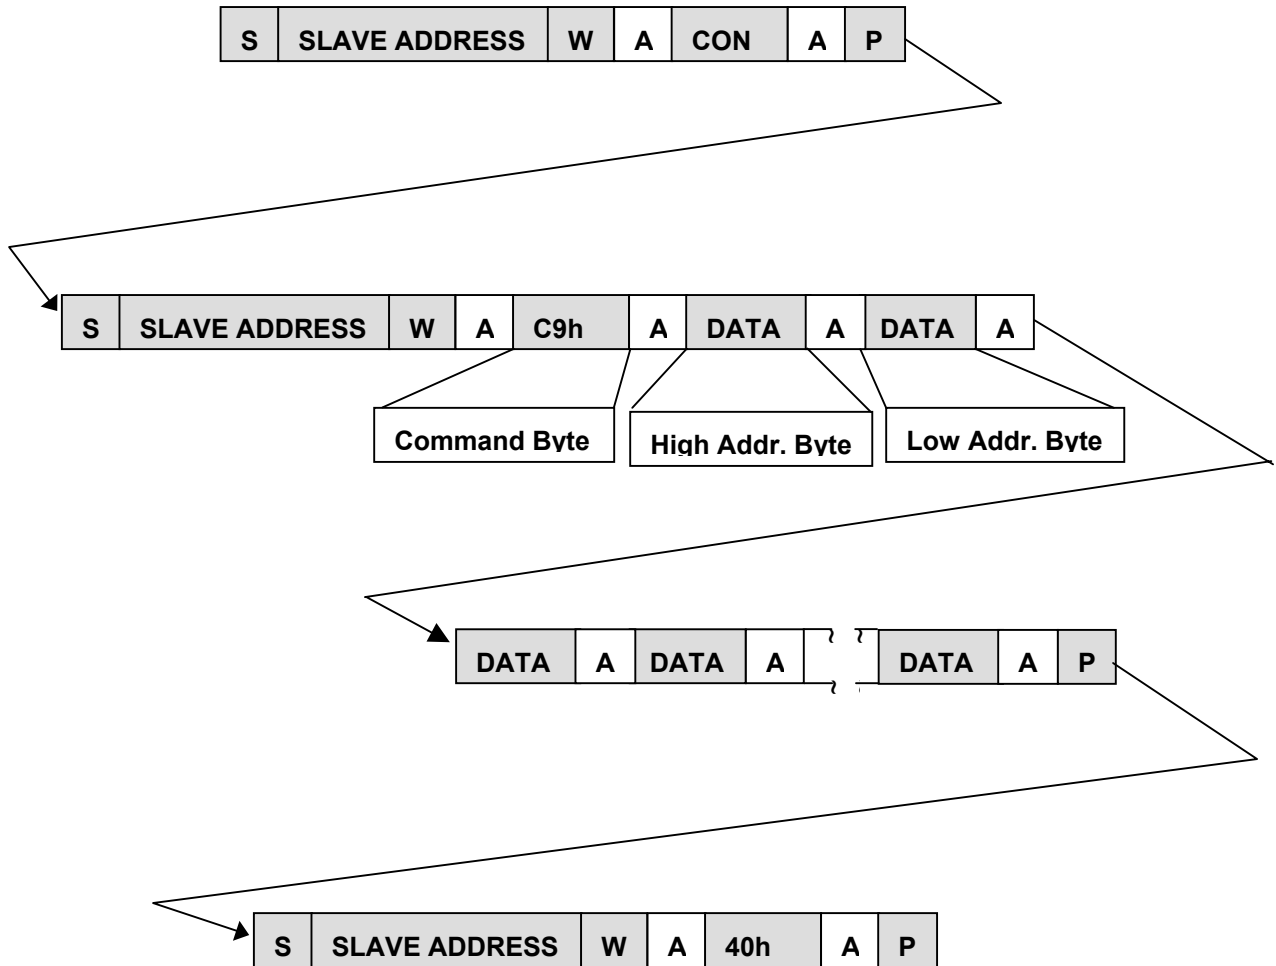 S SLAVE ADDRESS W A CON A P
S SLAVE ADDRESS W A C9h A DATA A DATA A
Command Byte High Addr. Byte Low Addr. Byte
DATA A DATA A ~ ~ DATA A P
S SLAVE ADDRESS W A 40h A P